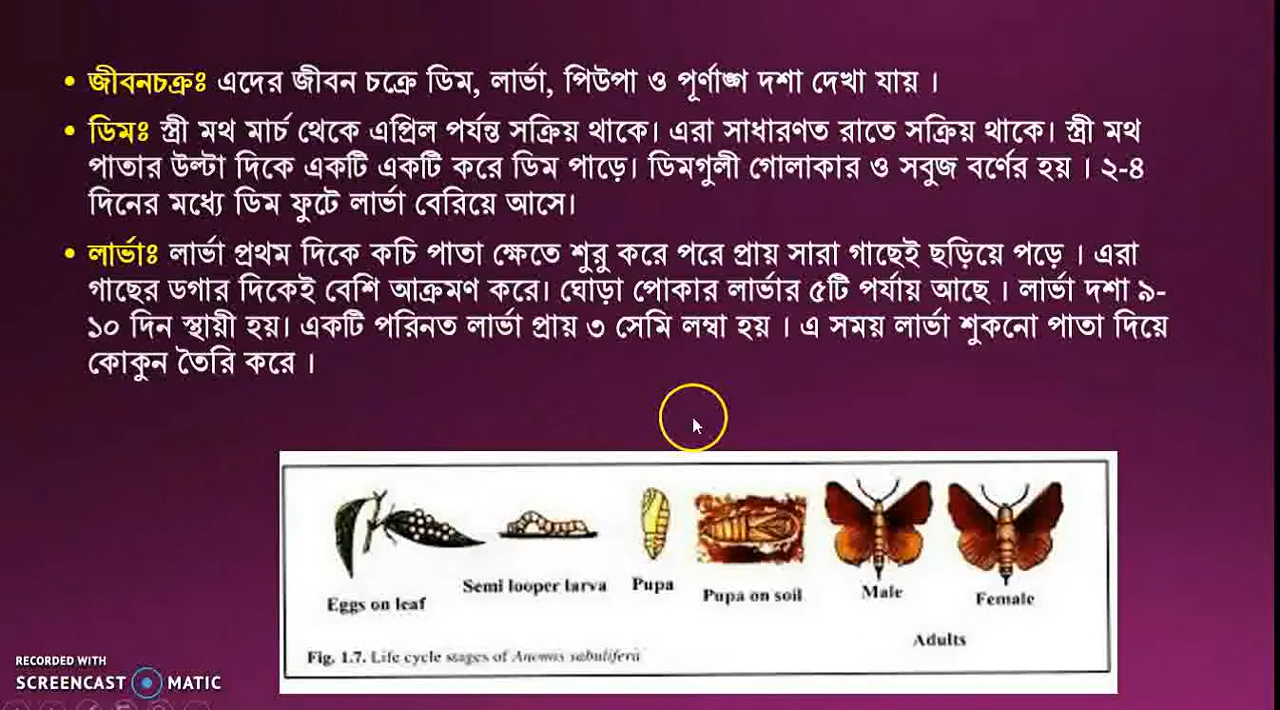 • জীবনচক্রঃ এদের জীবন চক্রে ডিম, লার্ভা, পিউপা ও পূর্ণাঙ্গ দশা দেখা যায় ।
• ডিমঃ স্ত্রী মথ মার্চ থেকে এপ্রিল পর্যন্ত সক্রিয় থাকে। এরা সাধারণত রাতে সক্রিয় থাকে। স্ত্রী মথ
পাতার উল্টা দিকে একটি একটি করে ডিম পাড়ে। ডিমগুলী গোলাকার ও সবুজ বর্ণের হয় । ২-৪
দিনের মধ্যে ডিম ফুটে লার্ভা বেরিয়ে আসে।
• লার্ভাঃ লার্ভা প্রথম দিকে কচি পাতা ক্ষেতে শুরু করে পরে প্রায় সারা গাছেই ছড়িয়ে পড়ে । এরা
গাছের ডগার দিকেই বেশি আক্রমণ করে। ঘোড়া পোকার লার্ভার ৫টি পর্যায় আছে । লার্ভা দশা ৯-
১০ দিন স্থায়ী হয়। একটি পরিনত লার্ভা প্রায় ৩ সেমি লম্বা হয় । এ সময় লার্ভা শুকনো পাতা দিয়ে
কোকুন তৈরি করে ।
Eggs on leaf
Semi looper larva
Pupa
Pupa on soil
Male
Female
Adults
Fig. 1.7. Life cycle stages of Anomis sabulifera
RECORDED WITH
SCREENCAST MATIC